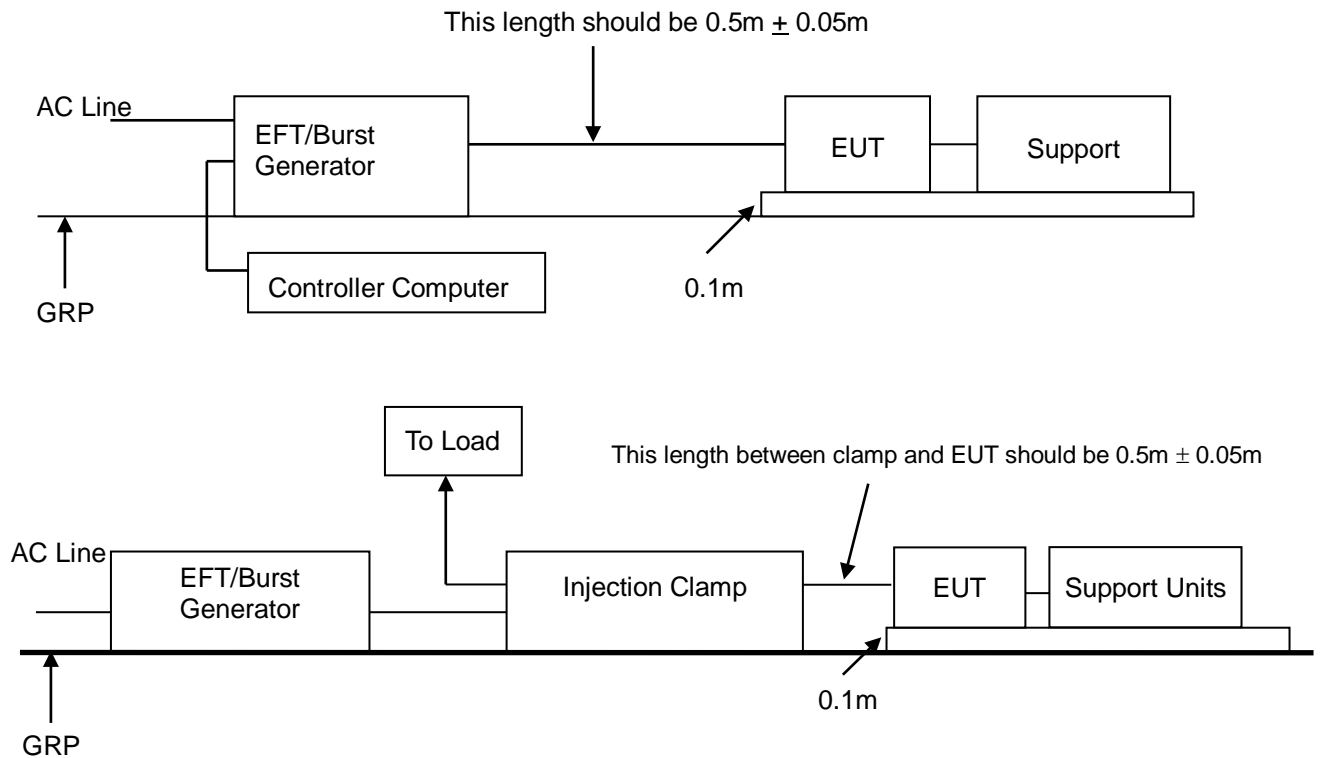 This length should be 0.5m ± 0.05m
AC Line
EFT/Burst
Generator
EUT
Support
Controller Computer
0.1m
GRP
To Load
This length between clamp and EUT should be 0.5m ± 0.05m
AC Line
EFT/Burst
Generator
Injection Clamp
EUT
Support Units
0.1m
GRP